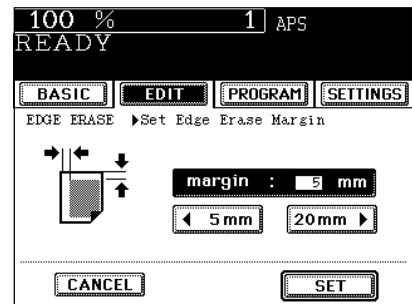 100 % 1 APS
READY
BASIC EDIT PROGRAM SETTINGS
EDGE ERASE ▶Set Edge Erase Margin
margin : 5 mm
◀ 5mm 20mm ▶
CANCEL SET